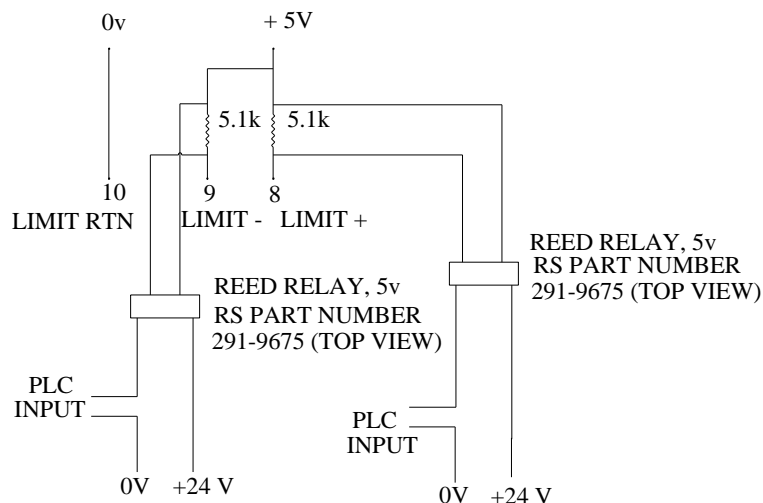 0v
+ 5V
5.1k
5.1k
10
9
8
LIMIT RTN
LIMIT -
LIMIT +
REED RELAY, 5v
RS PART NUMBER
291-9675 (TOP VIEW)
REED RELAY, 5v
RS PART NUMBER
291-9675 (TOP VIEW)
PLC
INPUT
0V
+24 V
PLC
INPUT
0V
+24 V